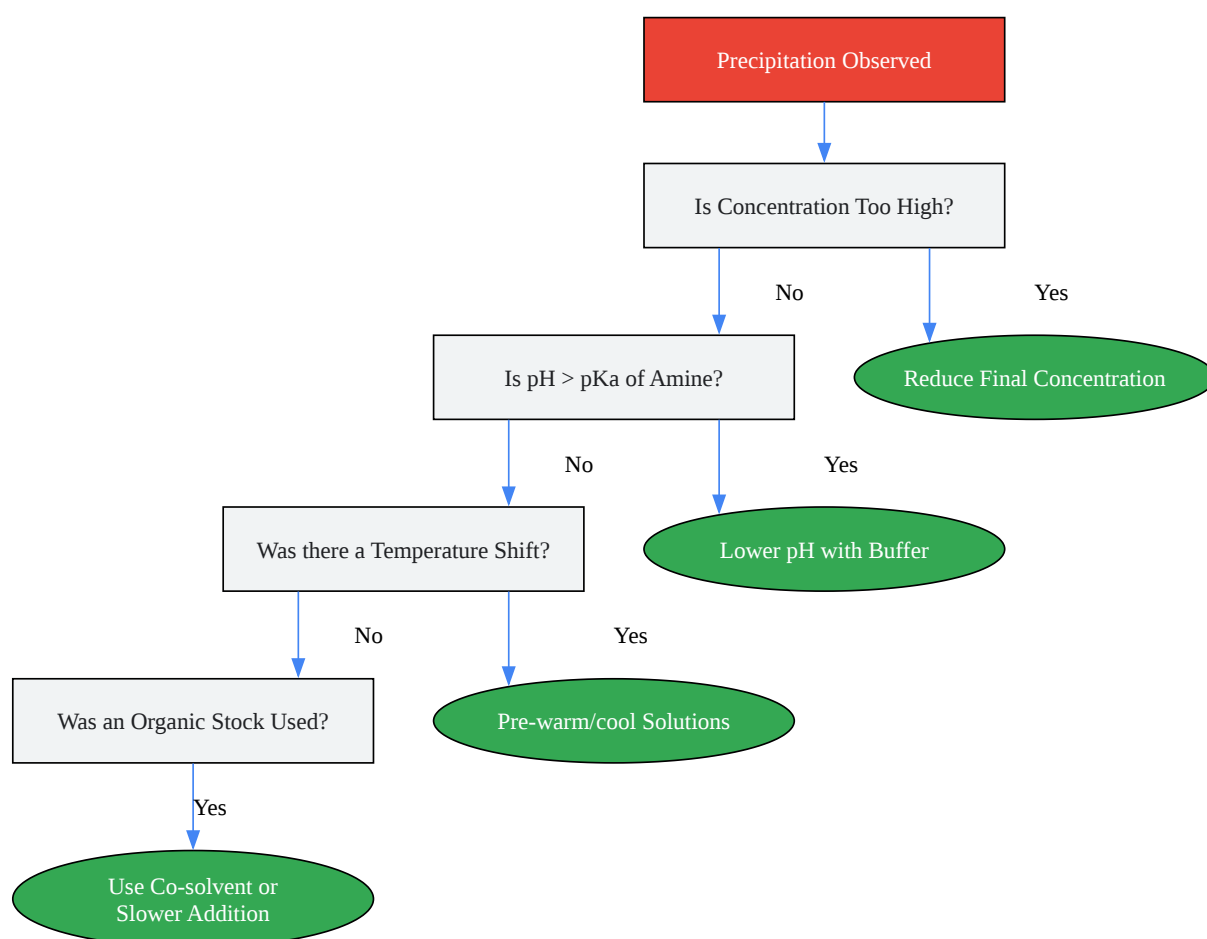 Precipitation Observed
Is Concentration Too High?
No
Yes
Is pH > pKa of Amine?
Reduce Final Concentration
No
Yes
Was there a Temperature Shift?
Lower pH with Buffer
No
Yes
Was an Organic Stock Used?
Pre-warm/cool Solutions
Yes
Use Co-solvent or
Slower Addition